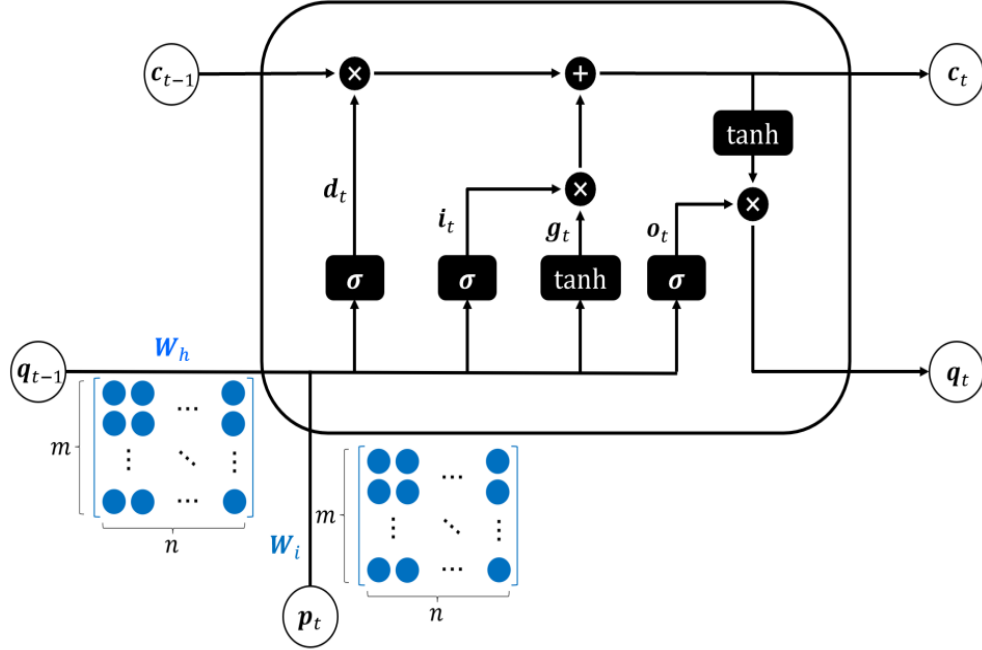 c_{t-1}
×
+
c_t
tanh
d_t
i_t
×
g_t
o_t
×
σ
σ
tanh
σ
W_h
q_{t-1}
q_t
m
⋯
⋮ ⋱ ⋮
⋯
n
m
⋯
⋮ ⋱ ⋮
⋯
n
W_i
p_t